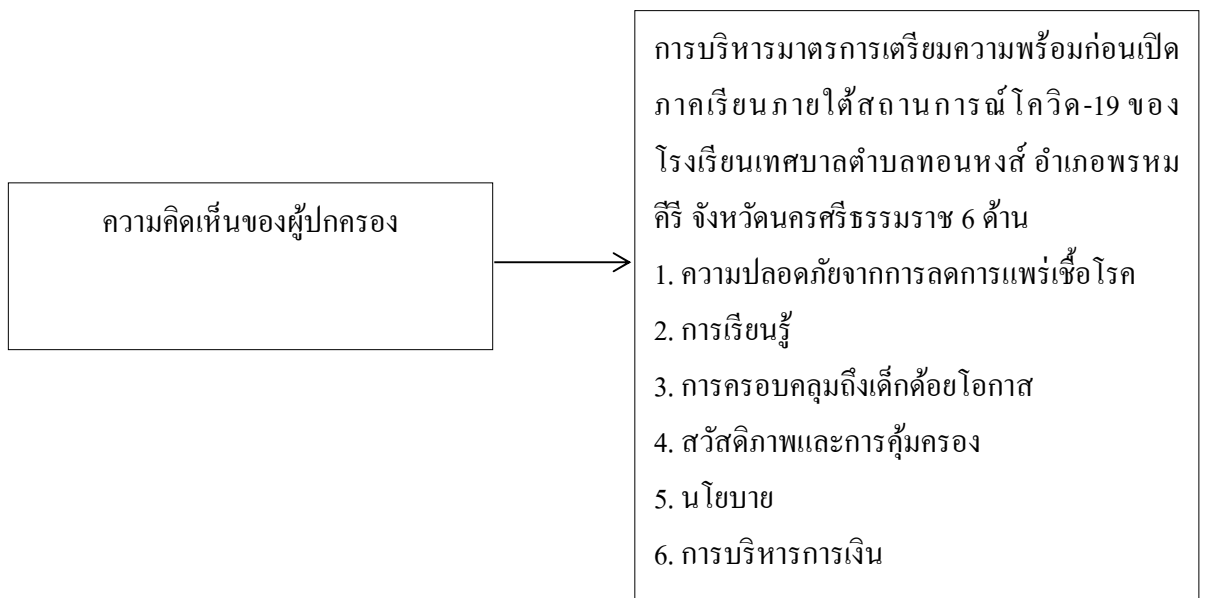 ความคิดเห็นของผู้ปกครอง
การบริหารมาตรการเตรียมความพร้อมก่อนเปิด
ภาคเรียนภายใต้สถานการณ์โควิด-19 ของ
โรงเรียนเทศบาลตำบลทอนหงส์ อำเภอพรหม
คีรี จังหวัดนครศรีธรรมราช 6 ด้าน
1. ความปลอดภัยจากการลดการแพร่เชื้อโรค
2. การเรียนรู้
3. การครอบคลุมถึงเด็กด้อยโอกาส
4. สวัสดิภาพและการคุ้มครอง
5. นโยบาย
6. การบริหารการเงิน